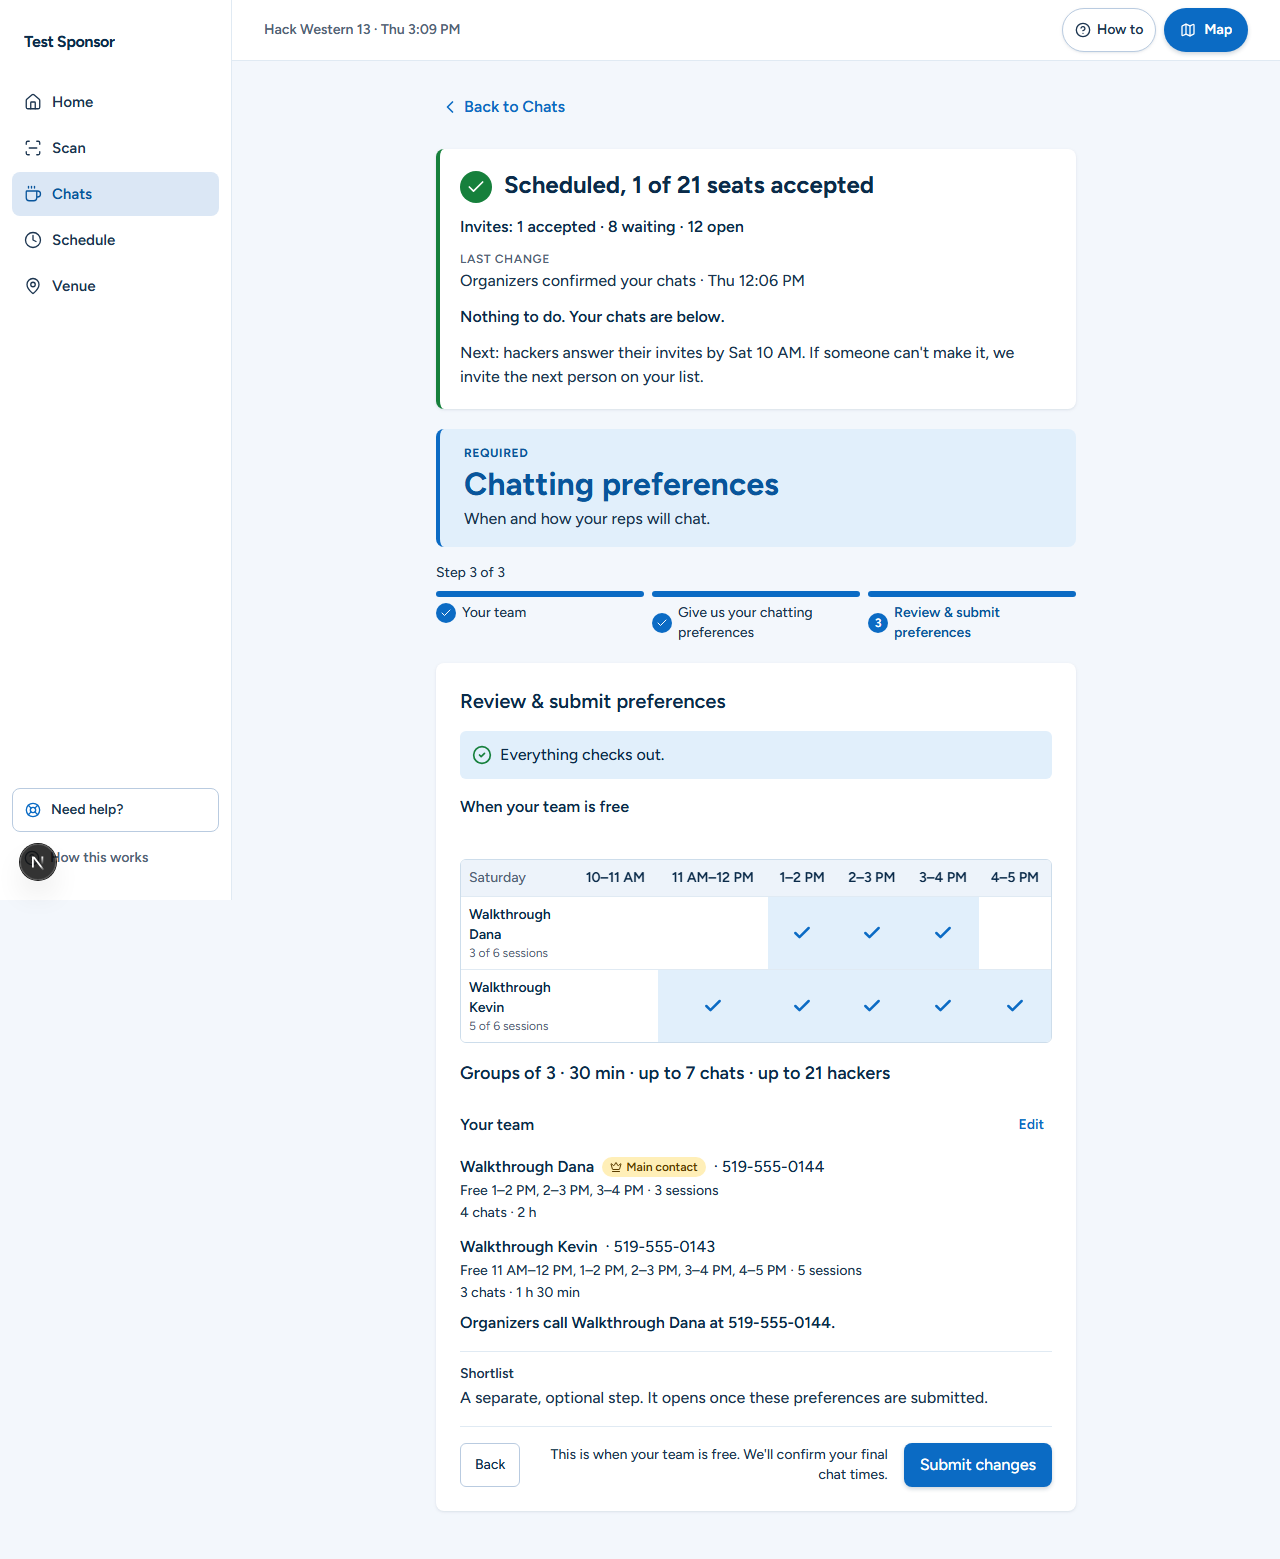 Test Sponsor
Hack Western 13 · Thu 3:09 PM
How to
Map
Home
Scan
Chats
Schedule
Venue
Need help?
How this works
Back to Chats
Scheduled, 1 of 21 seats accepted
Invites: 1 accepted · 8 waiting · 12 open
LAST CHANGE
Organizers confirmed your chats · Thu 12:06 PM
Nothing to do. Your chats are below.
Next: hackers answer their invites by Sat 10 AM. If someone can't make it, we
invite the next person on your list.
REQUIRED
Chatting preferences
When and how your reps will chat.
Step 3 of 3
Your team
Give us your chatting
preferences
3
Review & submit
preferences
Review & submit preferences
Everything checks out.
When your team is free
Saturday 10–11 AM 11 AM–12 PM 1–2 PM 2–3 PM 3–4 PM 4–5 PM
Walkthrough
Dana
3 of 6 sessions
Walkthrough
Kevin
5 of 6 sessions
Groups of 3 · 30 min · up to 7 chats · up to 21 hackers
Your team
Edit
Walkthrough Dana Main contact · 519-555-0144
Free 1–2 PM, 2–3 PM, 3–4 PM · 3 sessions
4 chats · 2 h
Walkthrough Kevin · 519-555-0143
Free 11 AM–12 PM, 1–2 PM, 2–3 PM, 3–4 PM, 4–5 PM · 5 sessions
3 chats · 1 h 30 min
Organizers call Walkthrough Dana at 519-555-0144.
Shortlist
A separate, optional step. It opens once these preferences are submitted.
Back
This is when your team is free. We'll confirm your final
chat times.
Submit changes